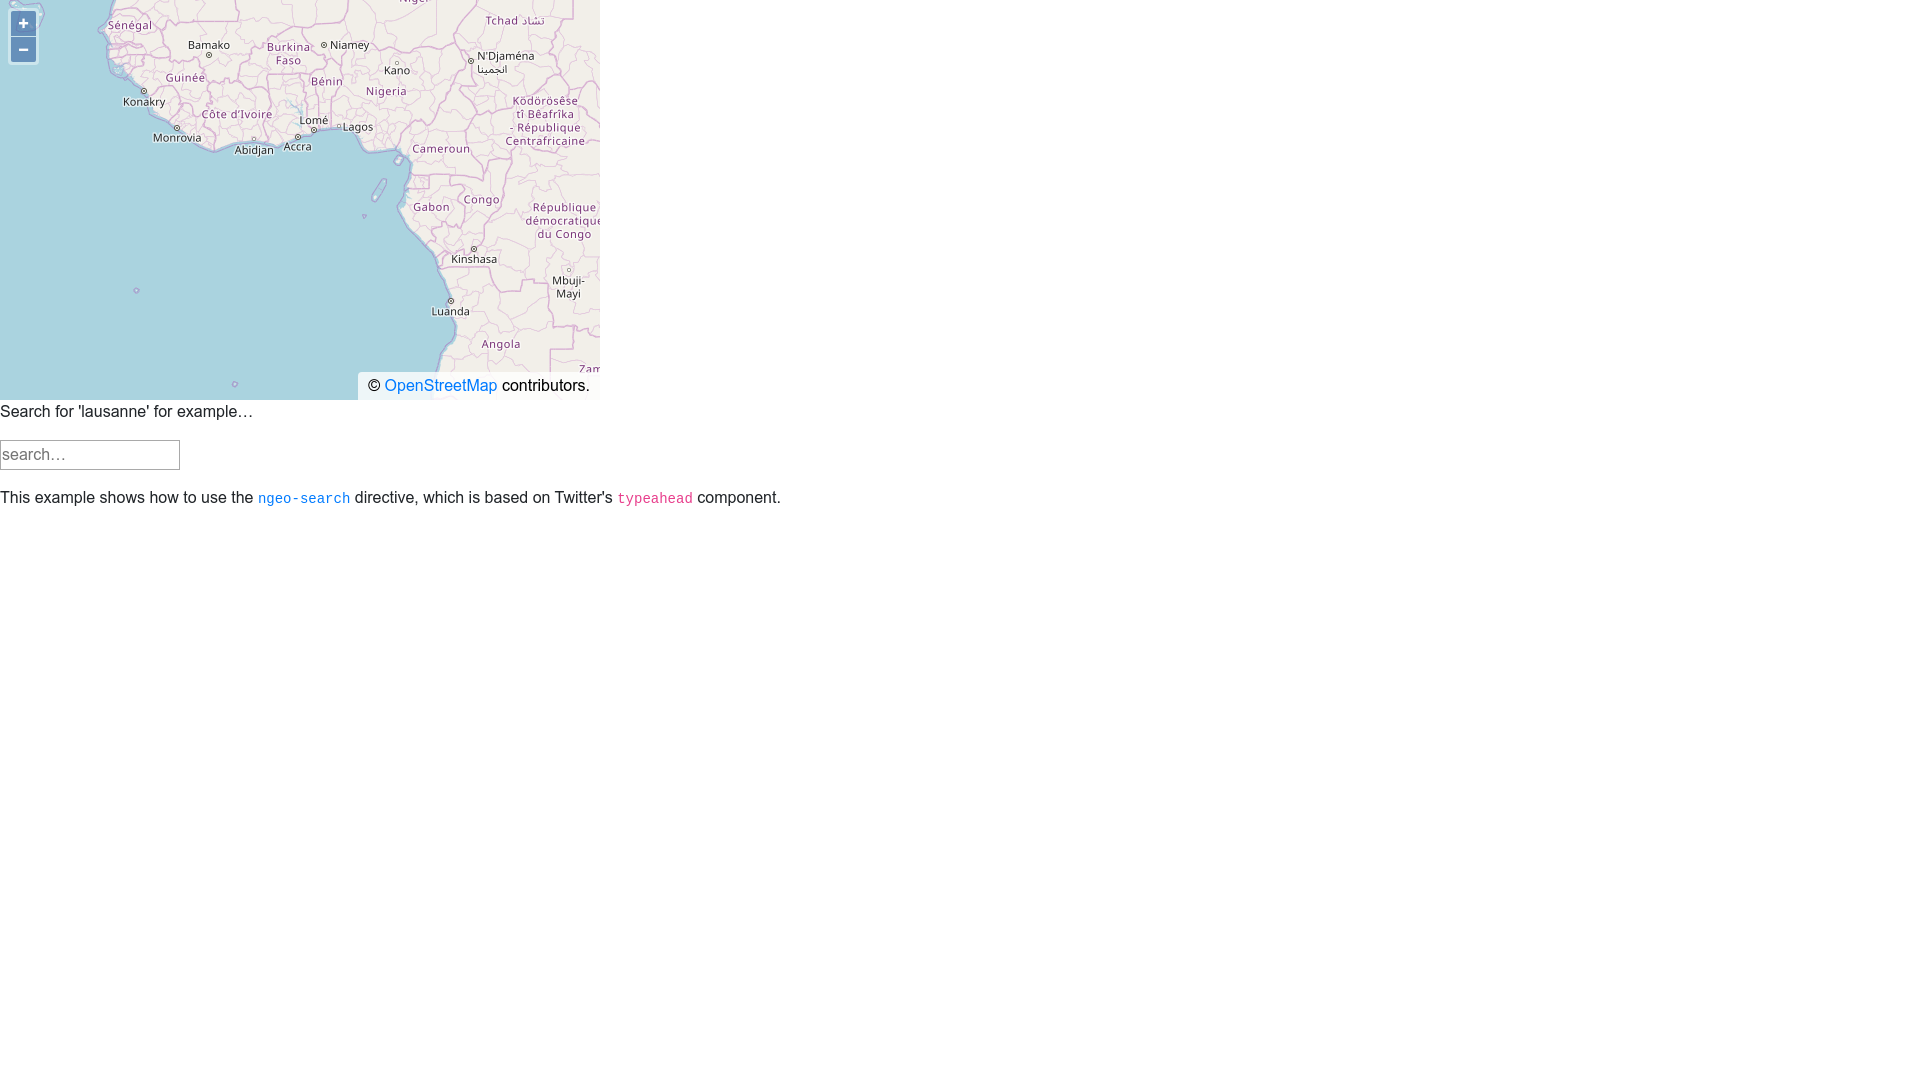 +
−
Sénégal
Tchad تشاد
Bamako
Burkina
Faso
Niamey
N'Djaména
انجمينا
Kano
Guinée
Bénin
Nigeria
Konakry
Ködörösêse
tî Bêafrîka
- République
Centrafricaine
Côte d'Ivoire
Lomé
Lagos
Monrovia
Abidjan
Accra
Cameroun
Gabon
Congo
République
démocratique
du Congo
Kinshasa
Mbuji-
Mayi
Luanda
Angola
© OpenStreetMap contributors.
Search for 'lausanne' for example…
search…
This example shows how to use the ngeo-search directive, which is based on Twitter's typeahead component.